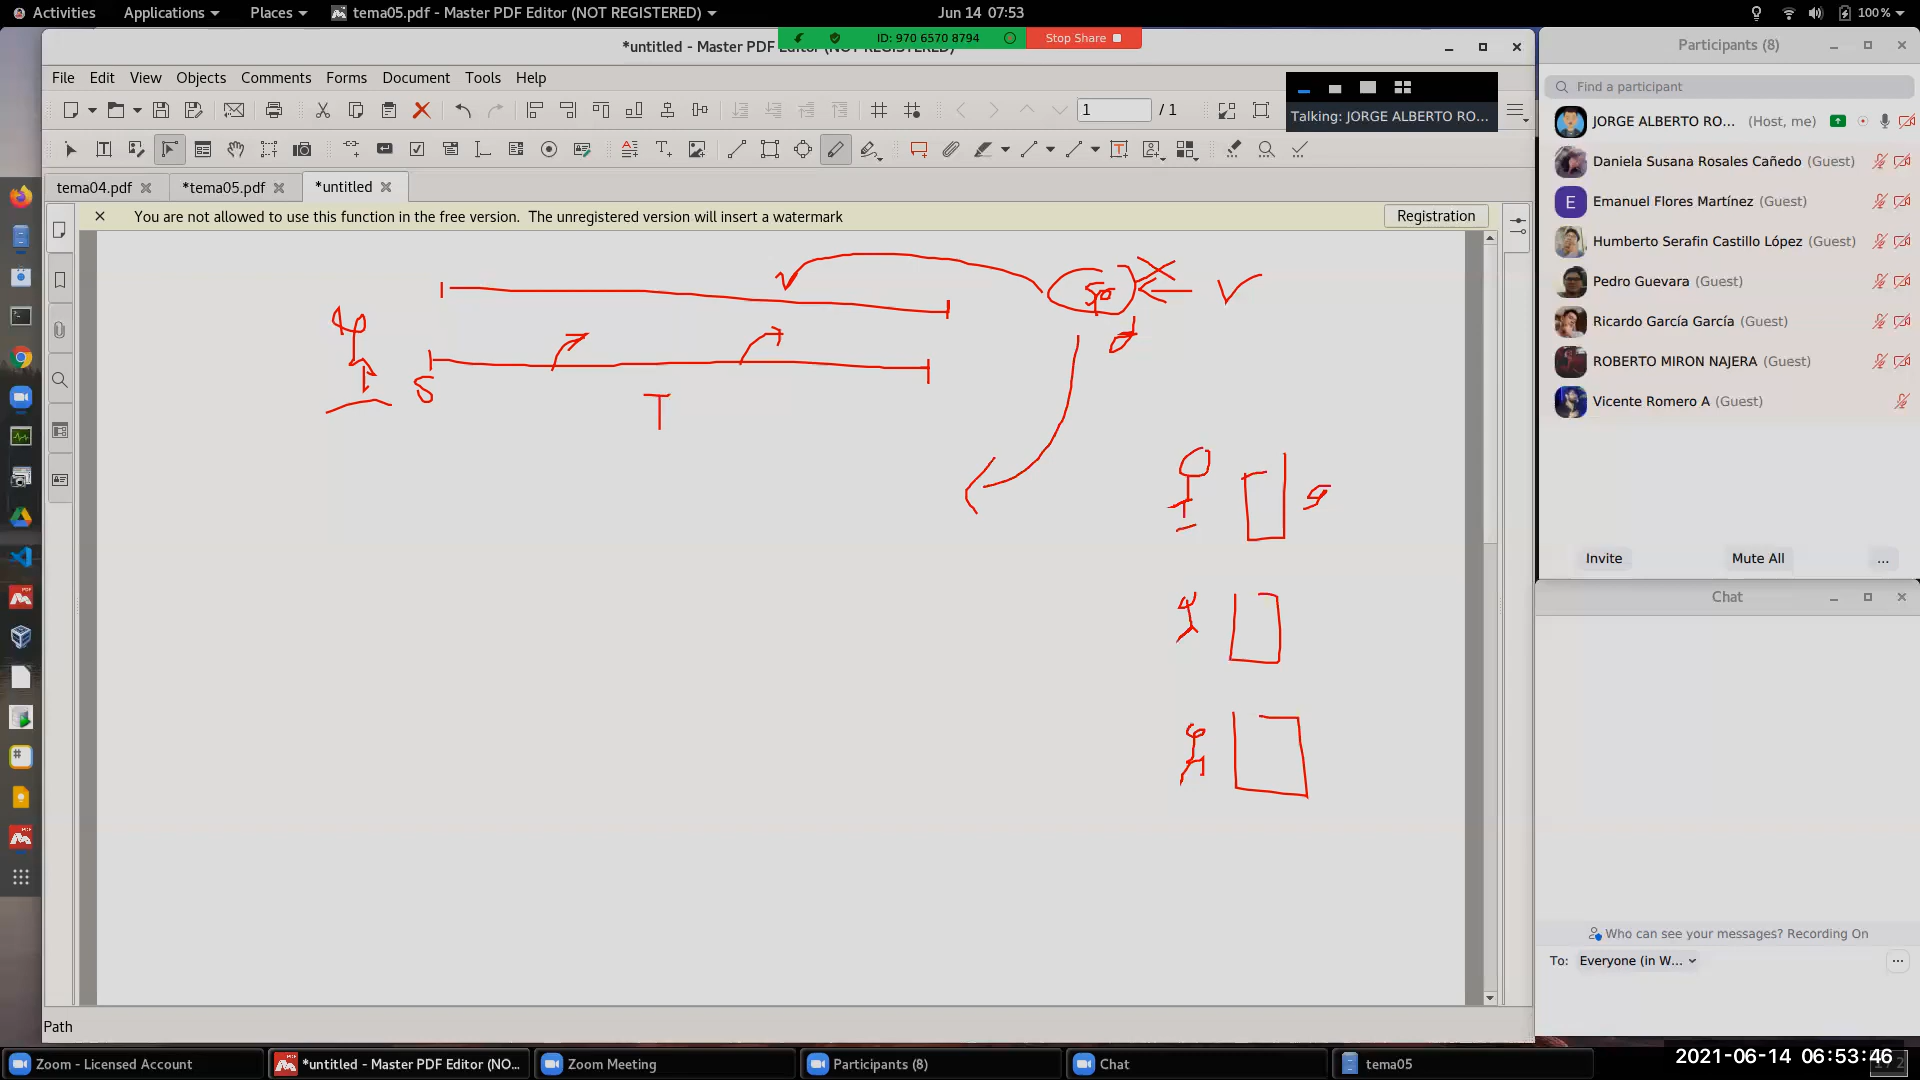 Activities
Applications
Places
tema05.pdf - Master PDF Editor (NOT REGISTERED)
Jun 14 07:53
100%
*untitled - Master PDF Editor (NOT REGISTERED)
ID: 970 6570 8794
Stop Share
File Edit View Objects Comments Forms Document Tools Help
1 / 1
Talking: JORGE ALBERTO RO...
tema04.pdf
*tema05.pdf
*untitled
You are not allowed to use this function in the free version. The unregistered version will insert a watermark
Registration
50
S
T
Path
Participants (8)
Find a participant
JORGE ALBERTO RO... (Host, me)
Daniela Susana Rosales Cañedo (Guest)
E Emanuel Flores Martínez (Guest)
Humberto Serafin Castillo López (Guest)
Pedro Guevara (Guest)
Ricardo García García (Guest)
ROBERTO MIRON NAJERA (Guest)
Vicente Romero A (Guest)
Invite
Mute All
...
Chat
Who can see your messages? Recording On
To: Everyone (in W...
Zoom - Licensed Account
*untitled - Master PDF Editor (NO...
Zoom Meeting
Participants (8)
Chat
tema05
2021-06-14 06:53:46